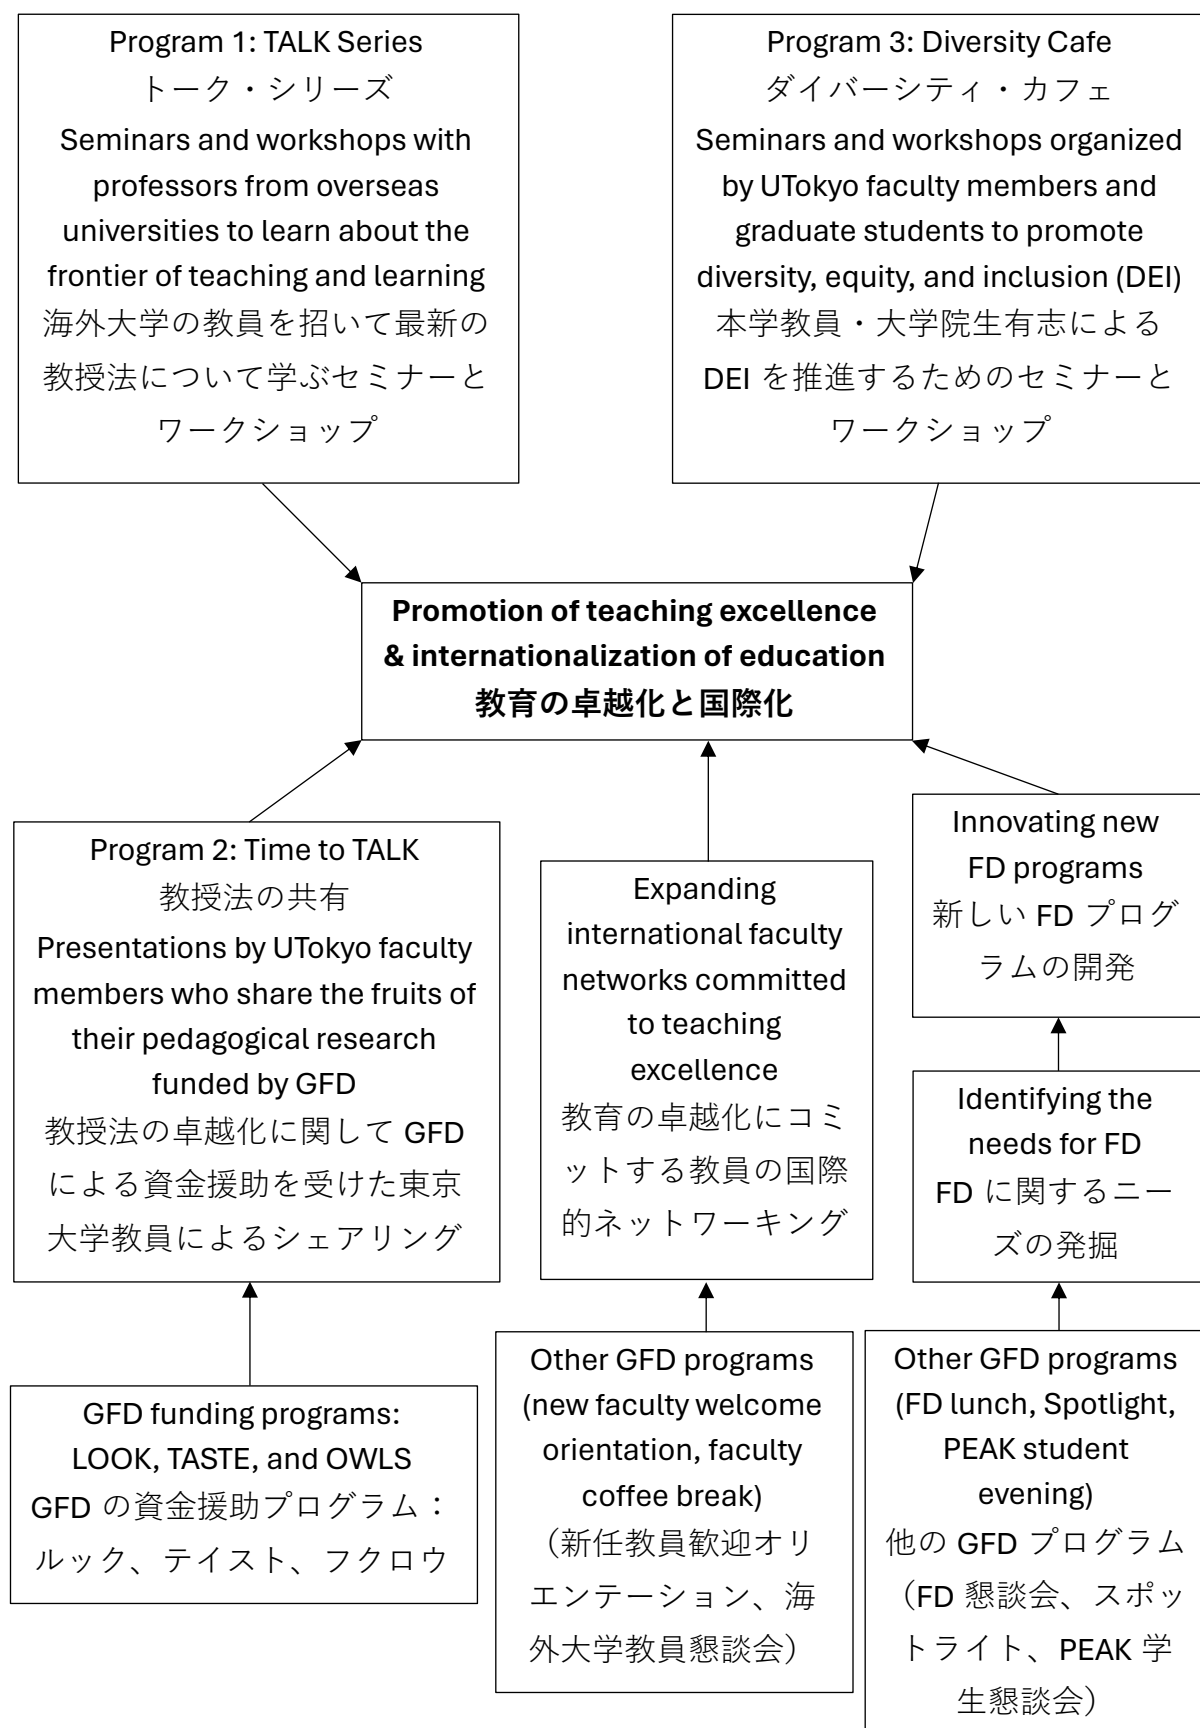 Program 1: TALK Series
トーク・シリーズ
Seminars and workshops with
professors from overseas
universities to learn about the
frontier of teaching and learning
海外大学の教員を招いて最新の
教授法について学ぶセミナーと
ワークショップ
Program 3: Diversity Cafe
ダイバーシティ・カフェ
Seminars and workshops organized
by UTokyo faculty members and
graduate students to promote
diversity, equity, and inclusion (DEI)
本学教員・大学院生有志による
DEI を推進するためのセミナーと
ワークショップ
Promotion of teaching excellence
& internationalization of education
教育の卓越化と国際化
Program 2: Time to TALK
教授法の共有
Presentations by UTokyo faculty
members who share the fruits of
their pedagogical research
funded by GFD
教授法の卓越化に関して GFD
による資金援助を受けた東京
大学教員によるシェアリング
Expanding
international faculty
networks committed
to teaching
excellence
教育の卓越化にコミ
ットする教員の国際
的ネットワーキング
Innovating new
FD programs
新しい FD プログ
ラムの開発
Identifying the
needs for FD
FD に関するニー
ズの発掘
GFD funding programs:
LOOK, TASTE, and OWLS
GFD の資金援助プログラム：
ルック、テイスト、フクロウ
Other GFD programs
(new faculty welcome
orientation, faculty
coffee break)
（新任教員歓迎オリ
エンテーション、海
外大学教員懇談会）
Other GFD programs
(FD lunch, Spotlight,
PEAK student
evening)
他の GFD プログラム
（FD 懇談会、スポッ
トライト、PEAK 学
生懇談会）